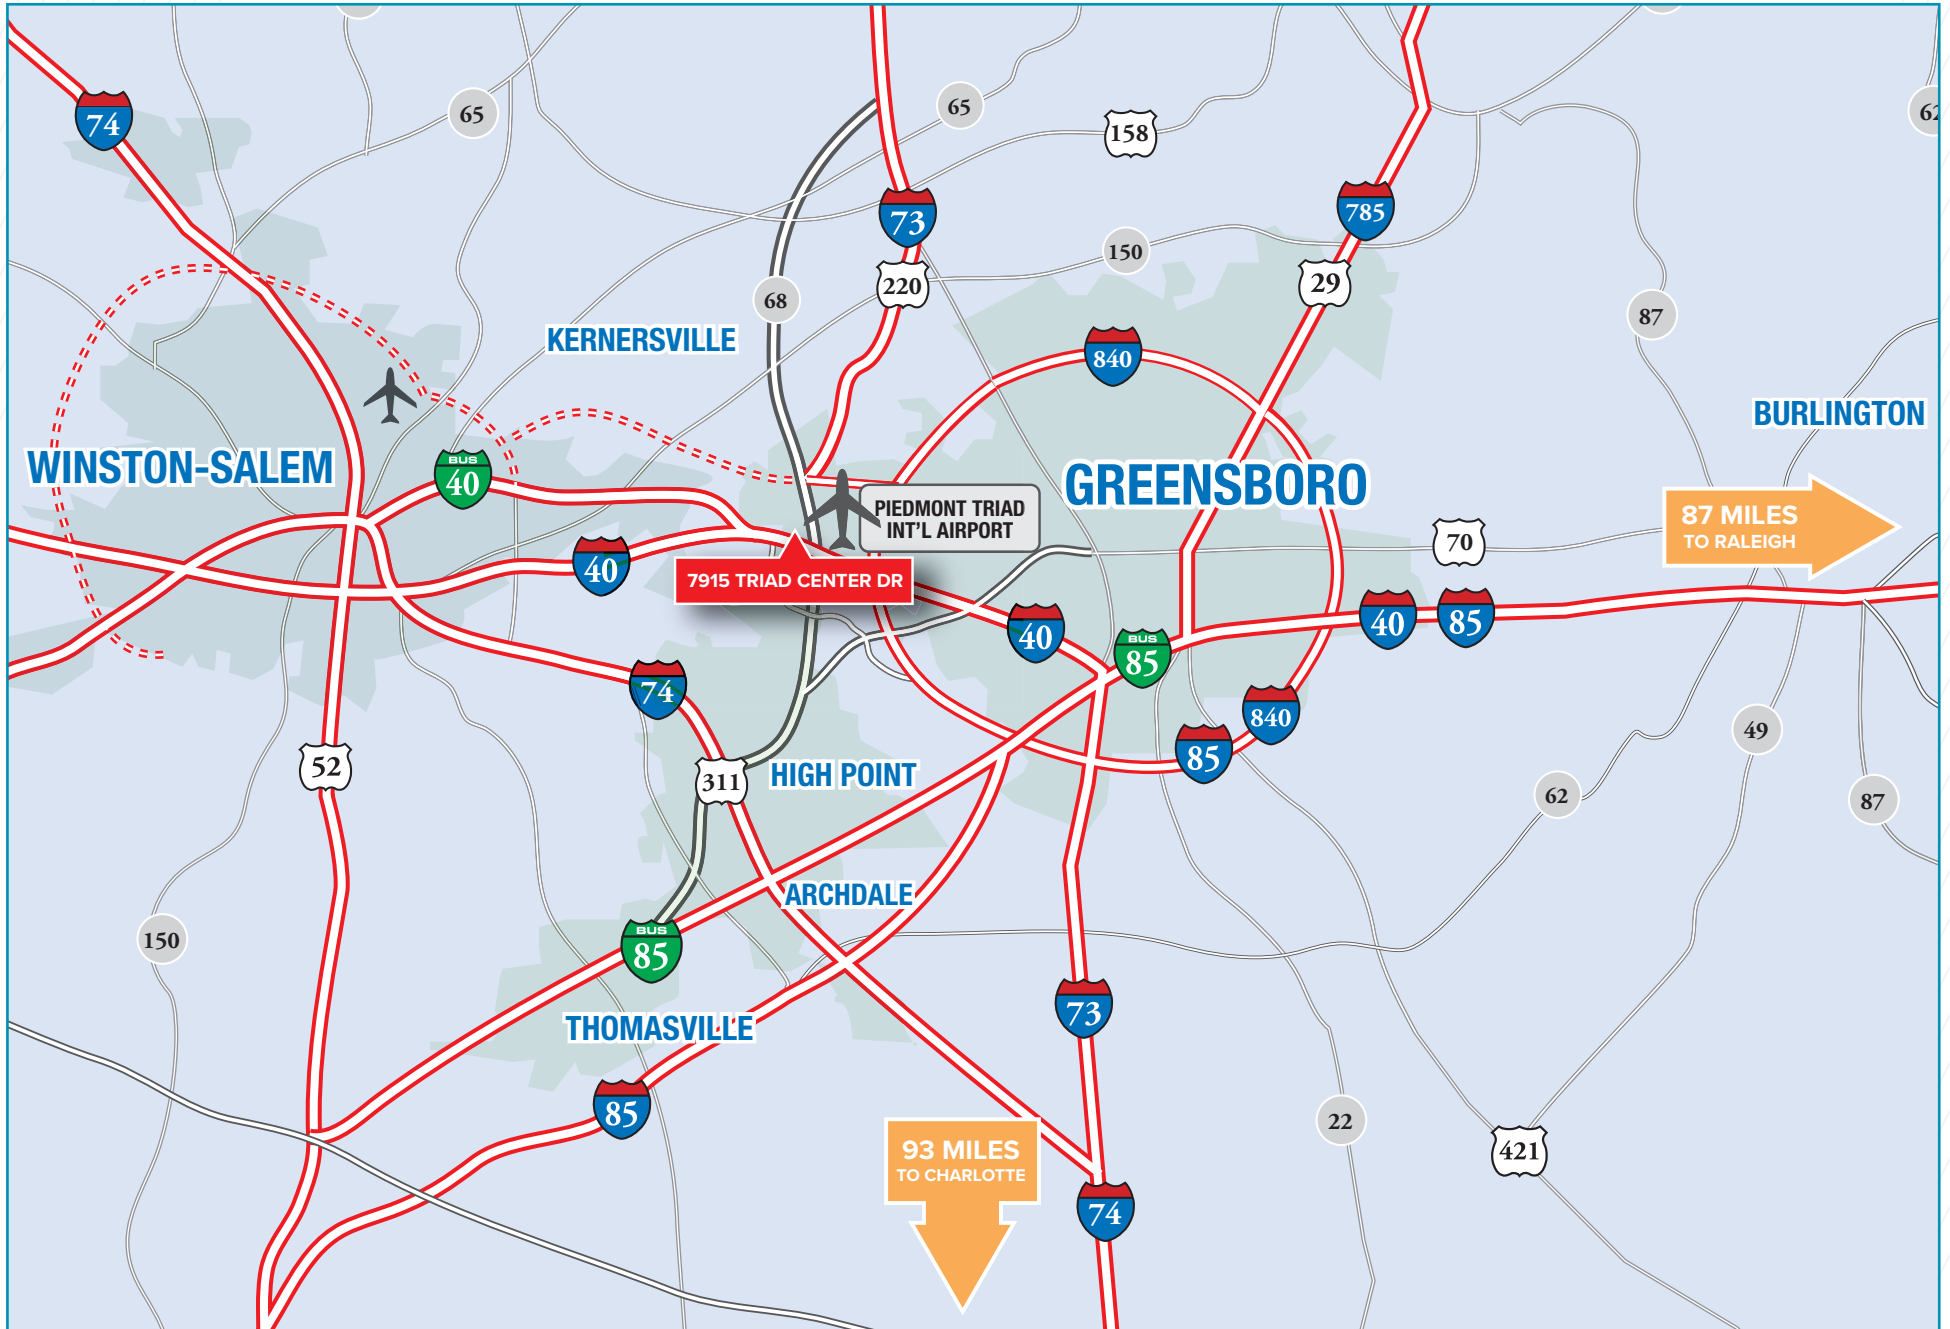 74
65
65
158
62
73
785
150
220
29
68
87
KERNERSVILLE
840
BURLINGTON
WINSTON-SALEM
BUS
40
GREENSBORO
PIEDMONT TRIAD
INT'L AIRPORT
87 MILES
TO RALEIGH
70
40
7915 TRIAD CENTER DR
40
BUS
85
40
85
74
840
85
49
52
311
HIGH POINT
62
87
ARCHDALE
150
BUS
85
73
THOMASVILLE
85
22
93 MILES
TO CHARLOTTE
421
74